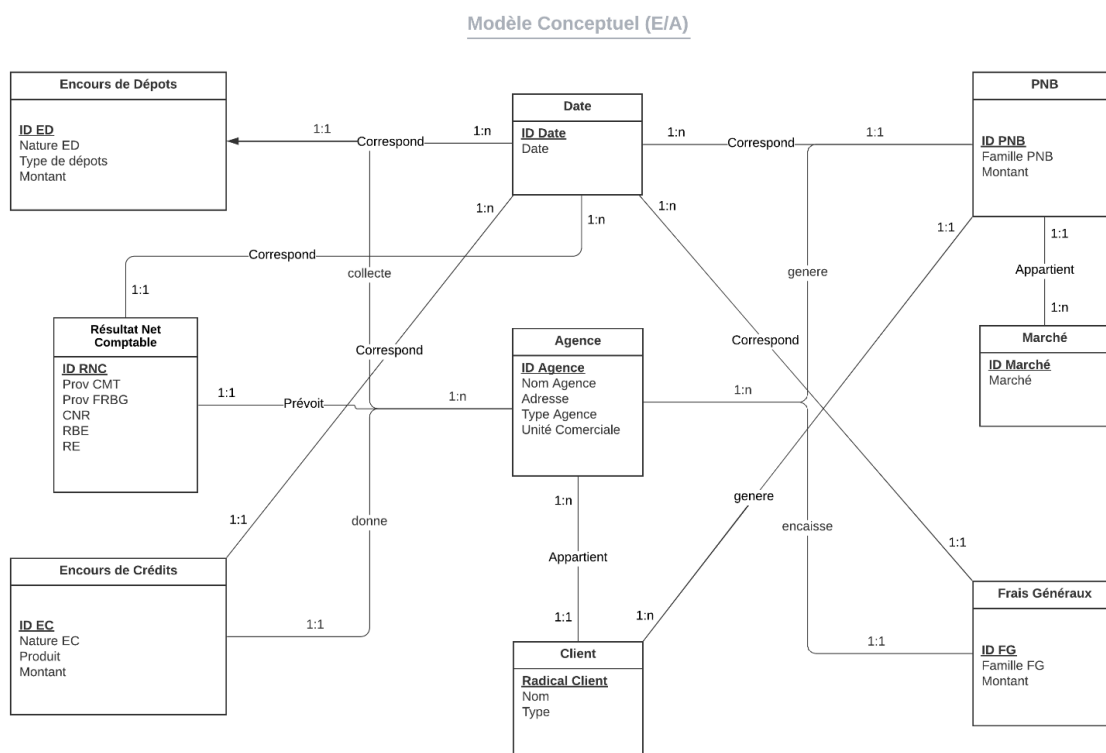 Modèle Conceptuel (E/A)
Encours de Dépots
ID ED
Nature ED
Type de dépots
Montant
1:1
Correspond
1:n
Date
ID Date
Date
1:n
Correspond
1:1
PNB
ID PNB
Famille PNB
Montant
1:n
1:n
1:n
1:1
1:1
Correspond
collecte
genere
Appartient
1:1
1:n
Résultat Net
Comptable
ID RNC
Prov CMT
Prov FRBG
CNR
RBE
RE
Correspond
Agence
ID Agence
Nom Agence
Adresse
Type Agence
Unité Comerciale
Correspond
Marché
ID Marché
Marché
1:1
Prévoit
1:n
1:n
1:n
genere
1:1
donne
encaisse
1:1
Appartient
Encours de Crédits
ID EC
Nature EC
Produit
Montant
1:1
1:1
1:n
1:1
Client
Radical Client
Nom
Type
Frais Généraux
ID FG
Famille FG
Montant